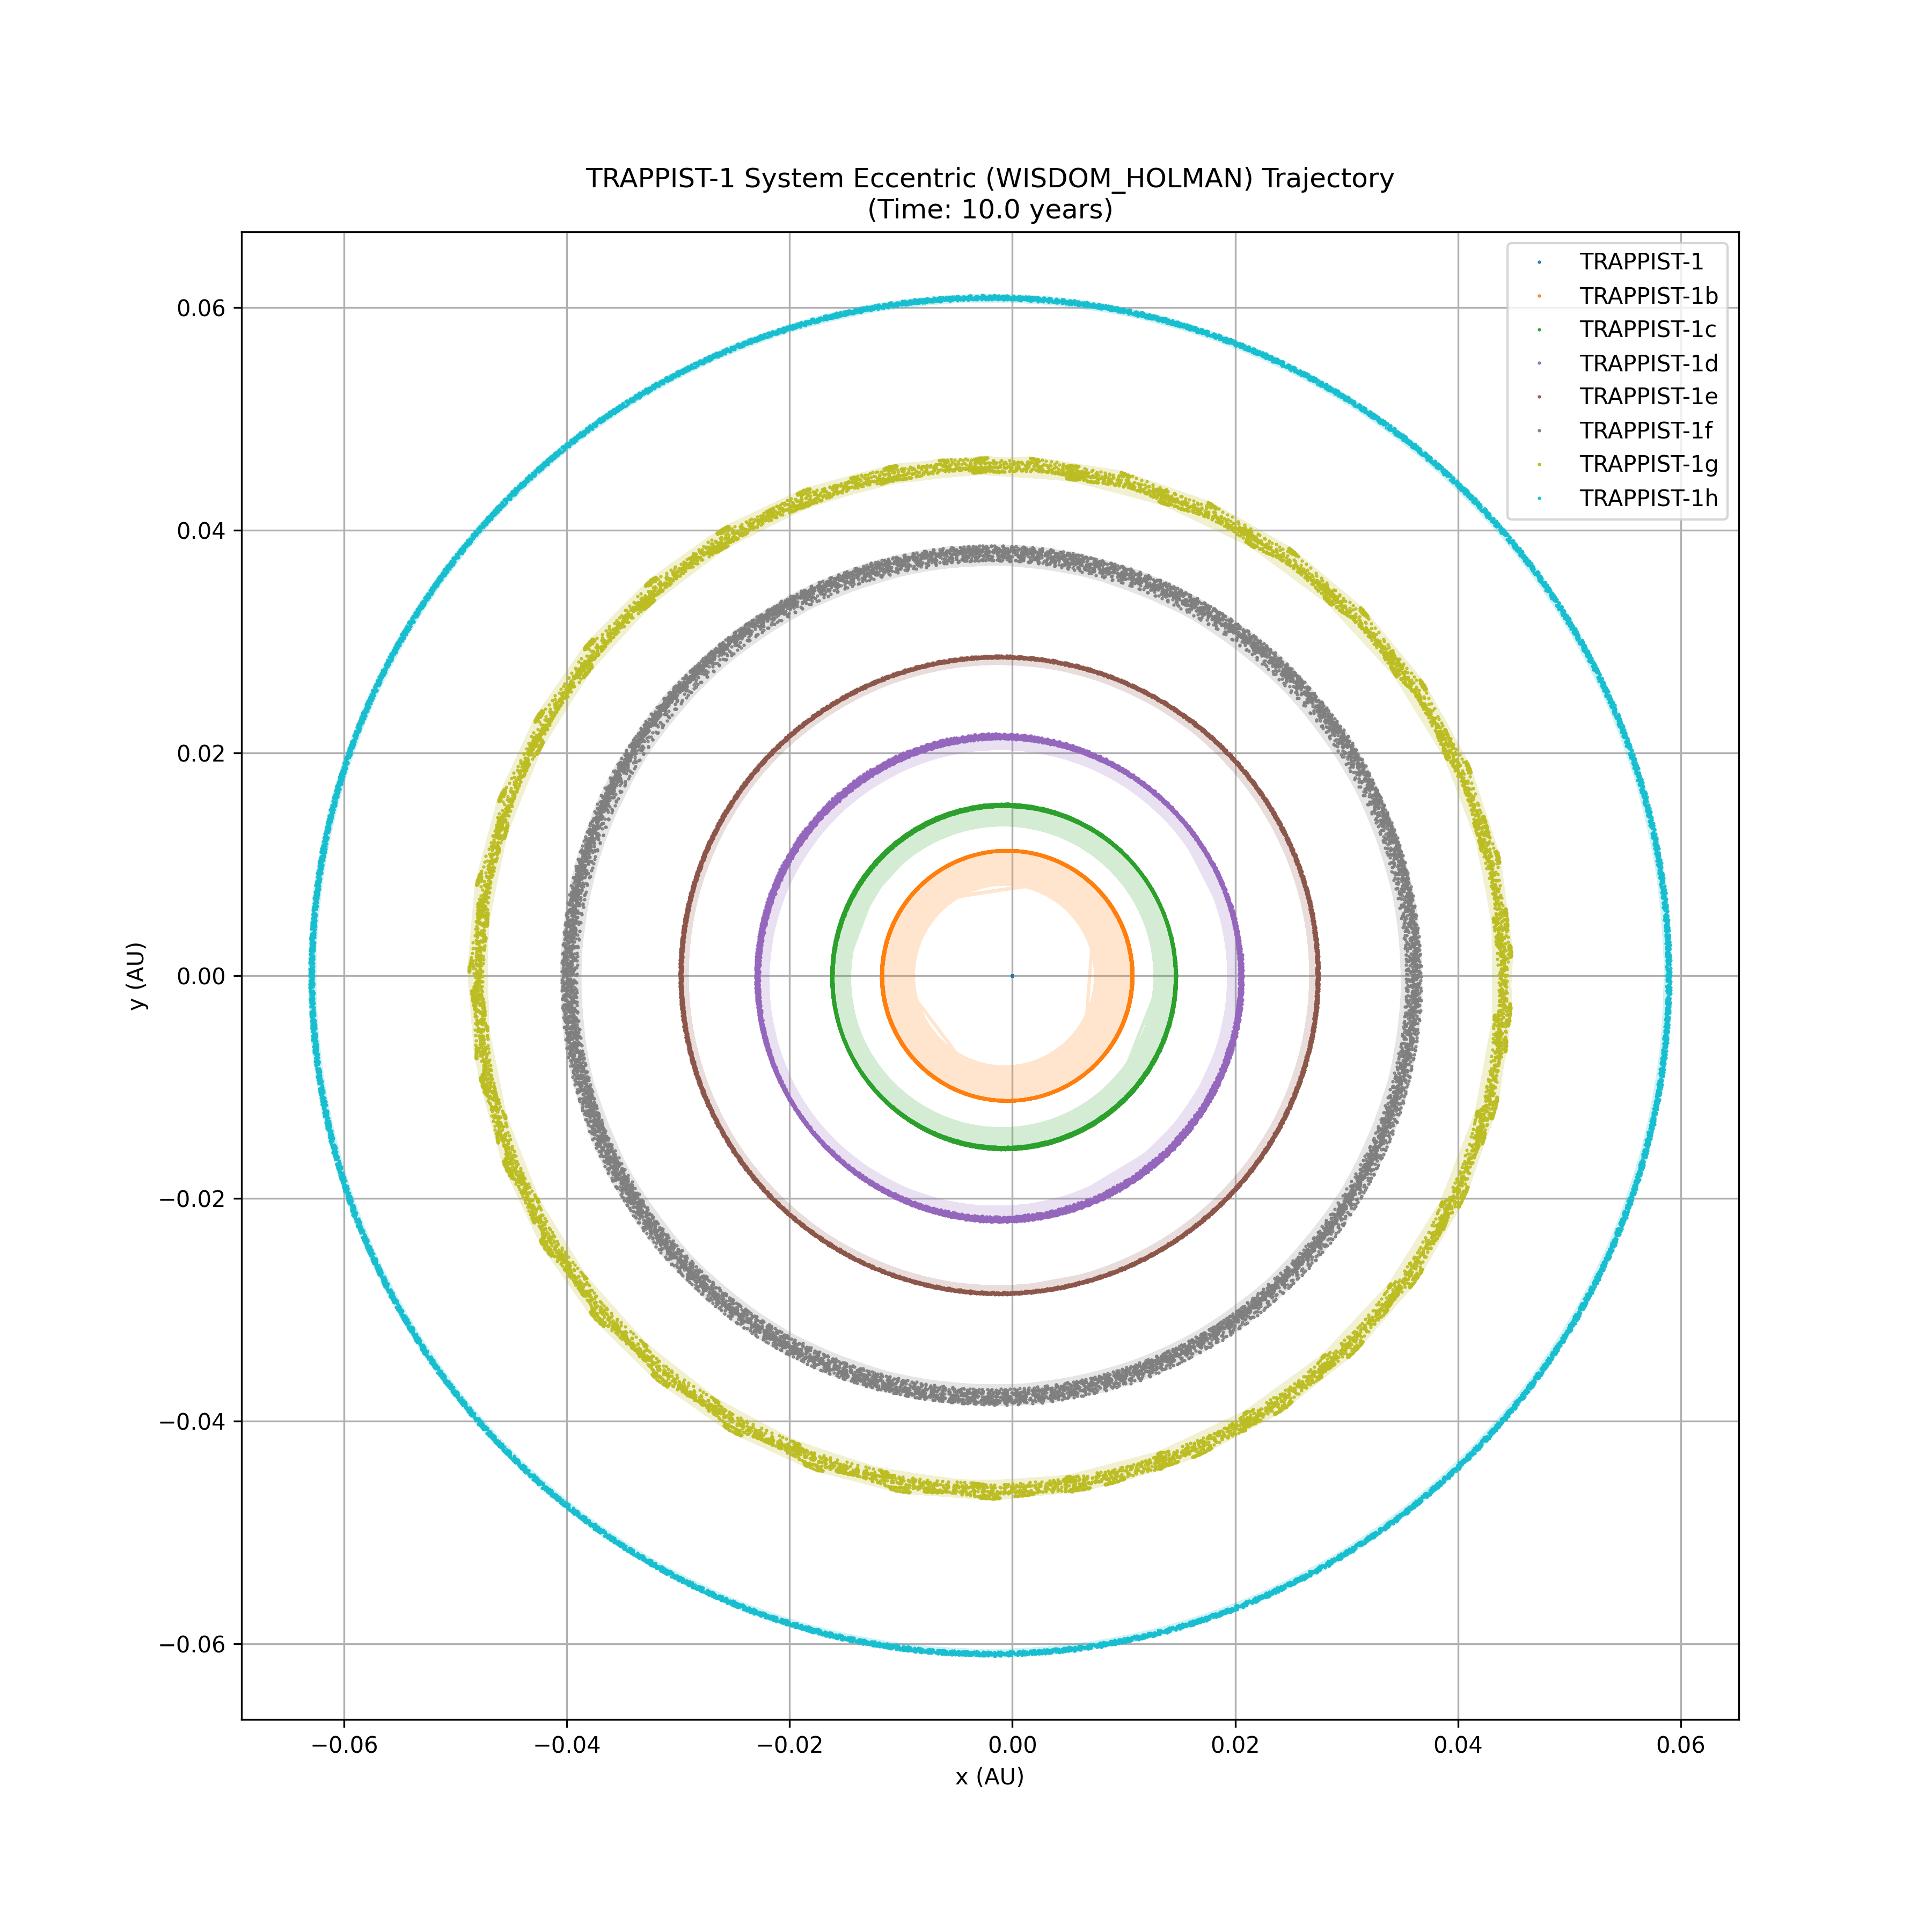 TRAPPIST-1 System Eccentric (WISDOM_HOLMAN) Trajectory
(Time: 10.0 years)
TRAPPIST-1
TRAPPIST-1b
TRAPPIST-1c
TRAPPIST-1d
TRAPPIST-1e
TRAPPIST-1f
TRAPPIST-1g
TRAPPIST-1h
0.06
0.04
0.02
0.00
−0.02
−0.04
−0.06
y (AU)
−0.06
−0.04
−0.02
0.00
0.02
0.04
0.06
x (AU)